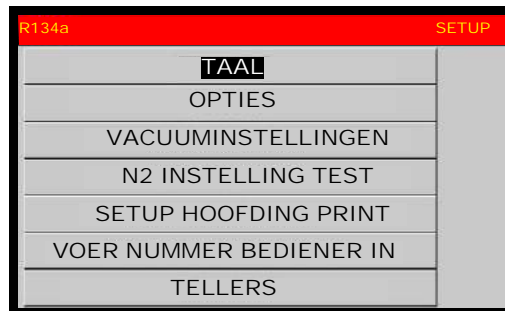 R134a SETUP
TAAL
OPTIES
VACUUMINSTELLINGEN
N2 INSTELLING TEST
SETUP HOOFDING PRINT
VOER NUMMER BEDIENER IN
TELLERS